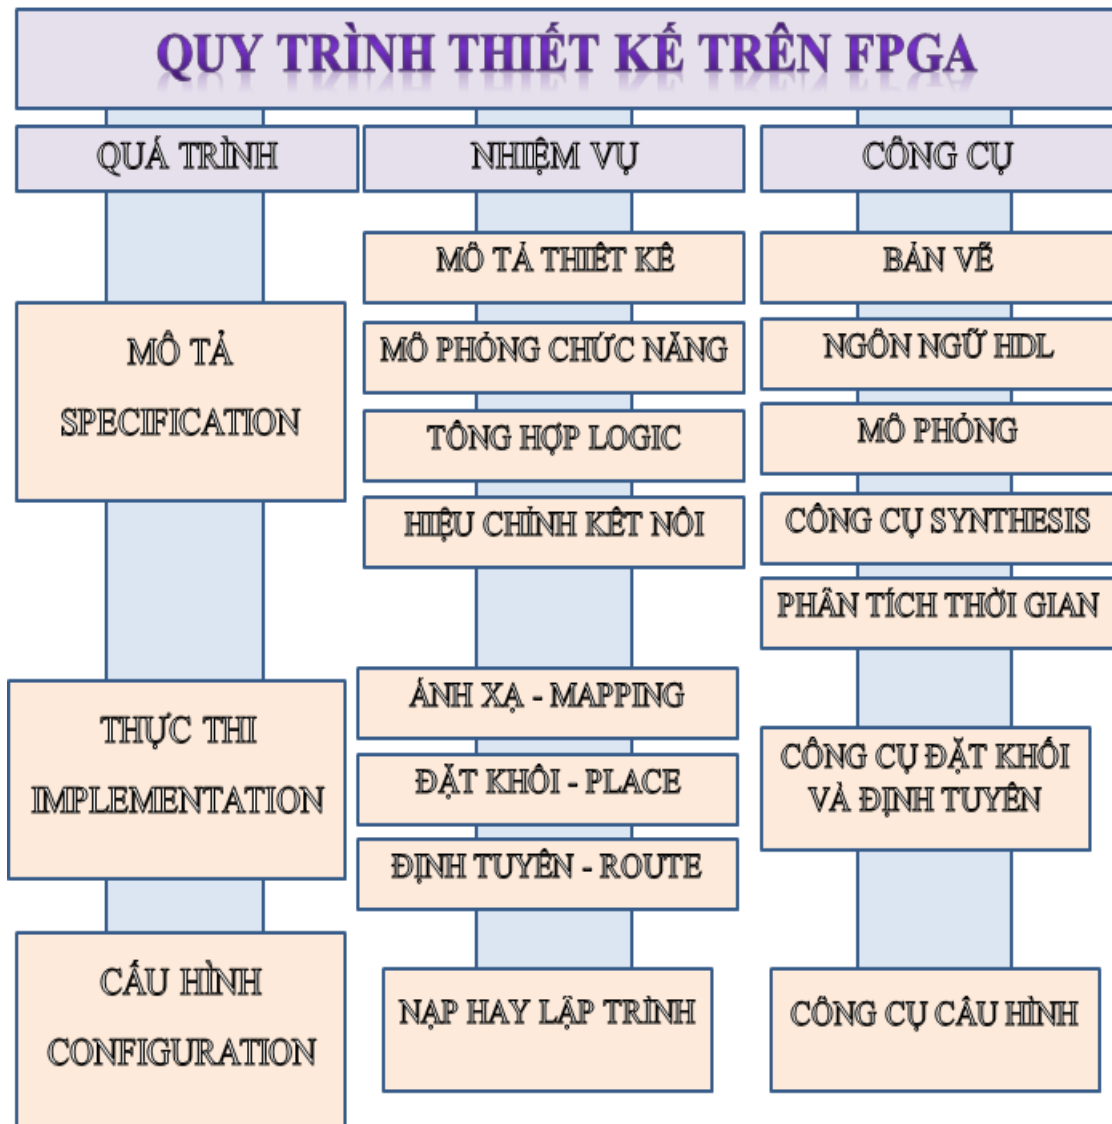 QUY TRÌNH THIẾT KẾ TRÊN FPGA
QUÁ TRÌNH
NHIỆM VỤ
CÔNG CỤ
MÔ TẢ
SPECIFICATION
MÔ TẢ THIẾT KẾ
MÔ PHỎNG CHỨC NĂNG
TỔNG HỢP LOGIC
HIỆU CHỈNH KẾT NỐI
BẢN VẼ
NGÔN NGỮ HDL
MÔ PHỎNG
CÔNG CỤ SYNTHESIS
PHÂN TÍCH THỜI GIAN
THỰC THI
IMPLEMENTATION
ÁNH XẠ - MAPPING
ĐẶT KHỐI - PLACE
ĐỊNH TUYẾN - ROUTE
CÔNG CỤ ĐẶT KHỐI
VÀ ĐỊNH TUYẾN
CẤU HÌNH
CONFIGURATION
NẠP HAY LẬP TRÌNH
CÔNG CỤ CẤU HÌNH